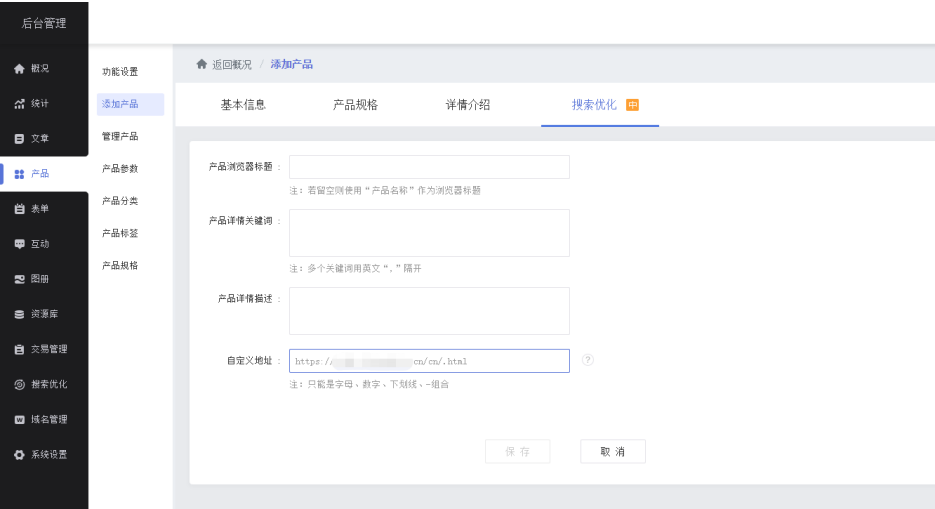 后台管理
概况
统计
文章
产品
表单
互动
图册
资源库
交易管理
搜索优化
域名管理
系统设置
功能设置
添加产品
管理产品
产品参数
产品分类
产品标签
产品规格
返回概况 / 添加产品
基本信息 产品规格 详情介绍 搜索优化 中
产品浏览器标题 :
注: 若留空则使用“产品名称”作为浏览器标题
产品详情关键词 :
注: 多个关键词用英文“,”隔开
产品详情描述 :
自定义地址 : https:// cn/cn/.html ?
注: 只能是字母、数字、下划线、-组合
保 存 取 消